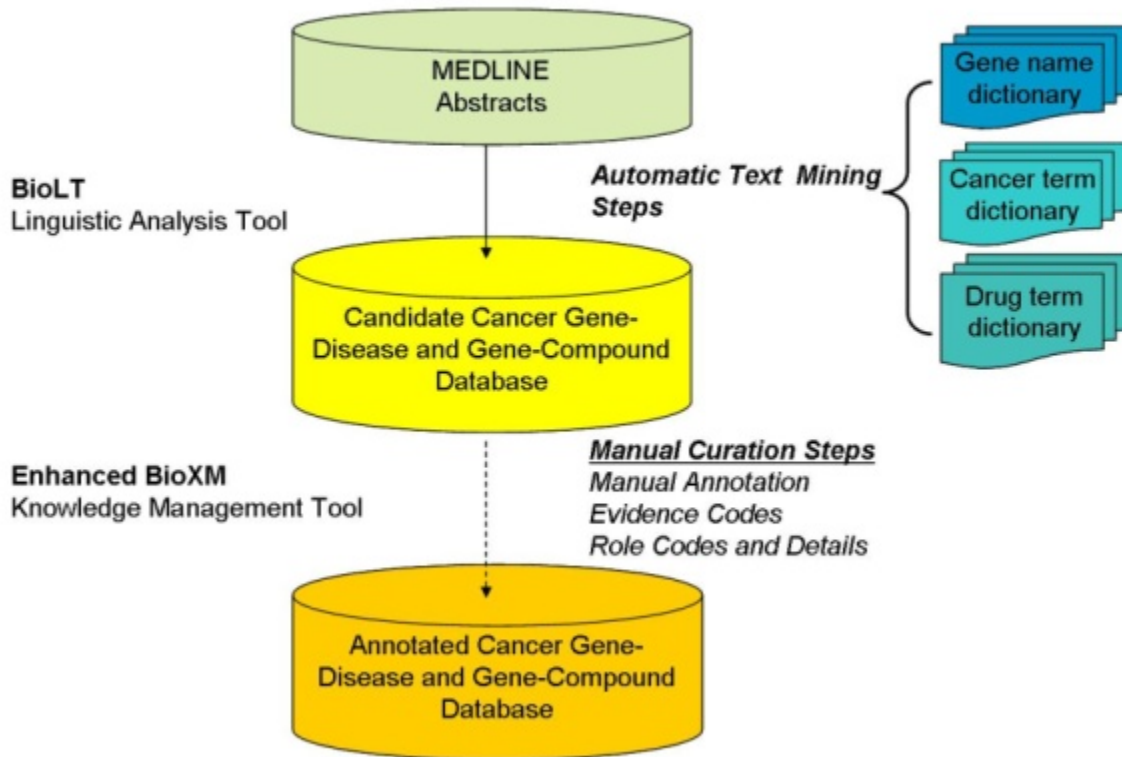 MEDLINE
Abstracts
Gene name
dictionary
BioLT
Linguistic Analysis Tool
Automatic Text Mining
Steps
Cancer term
dictionary
Drug term
dictionary
Candidate Cancer Gene-
Disease and Gene-Compound
Database
Enhanced BioXM
Knowledge Management Tool
Manual Curation Steps
Manual Annotation
Evidence Codes
Role Codes and Details
Annotated Cancer Gene-
Disease and Gene-Compound
Database